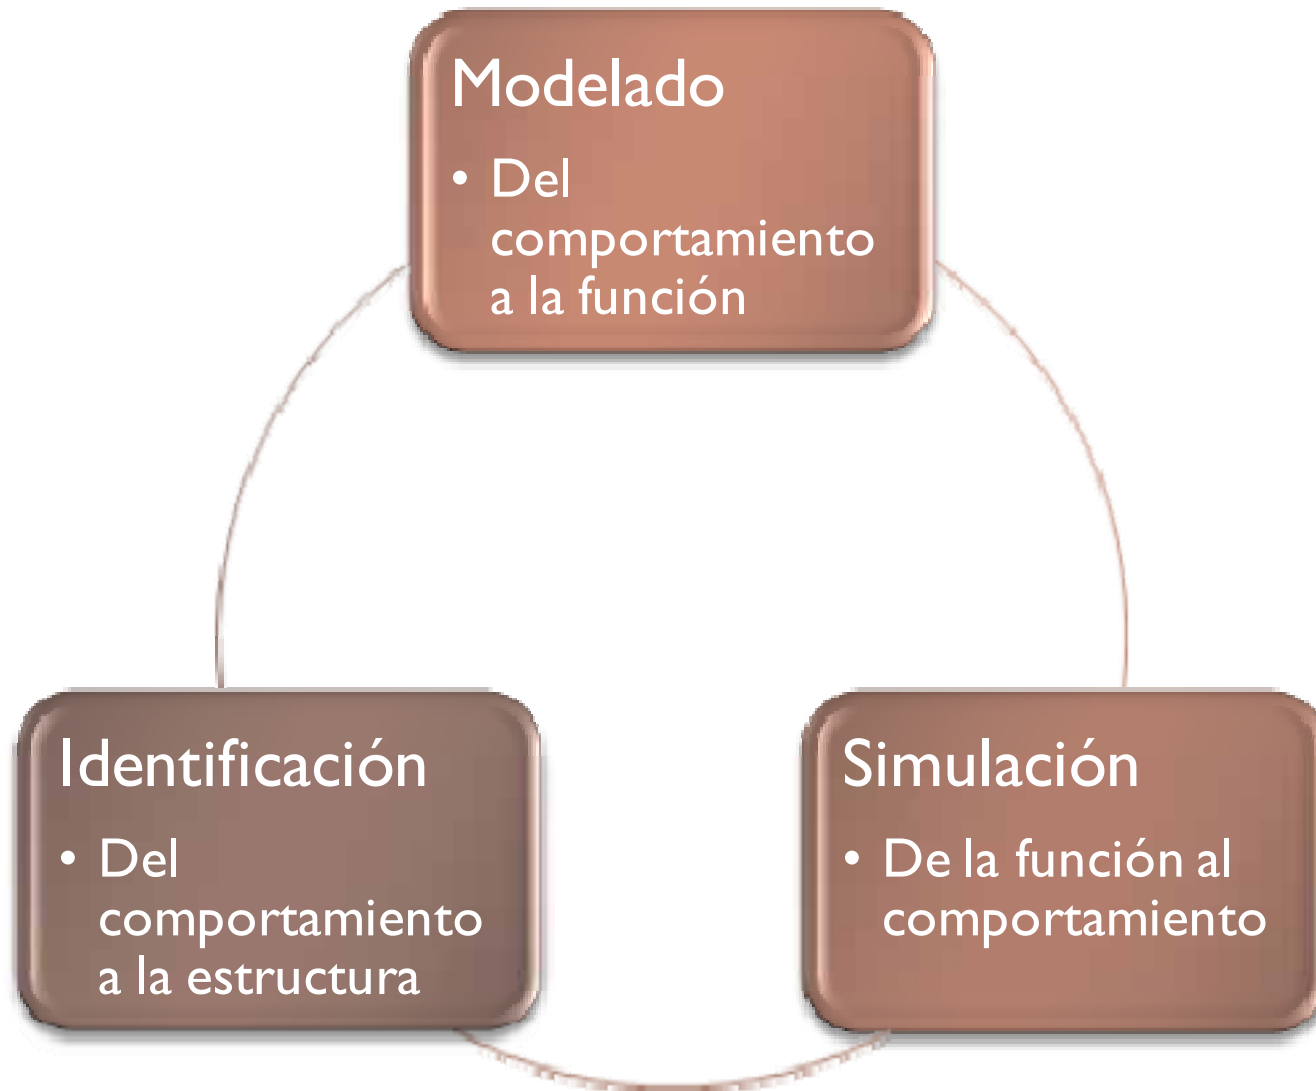 Modelado
• Del
comportamiento
a la función
Identificación
• Del
comportamiento
a la estructura
Simulación
• De la función al
comportamiento